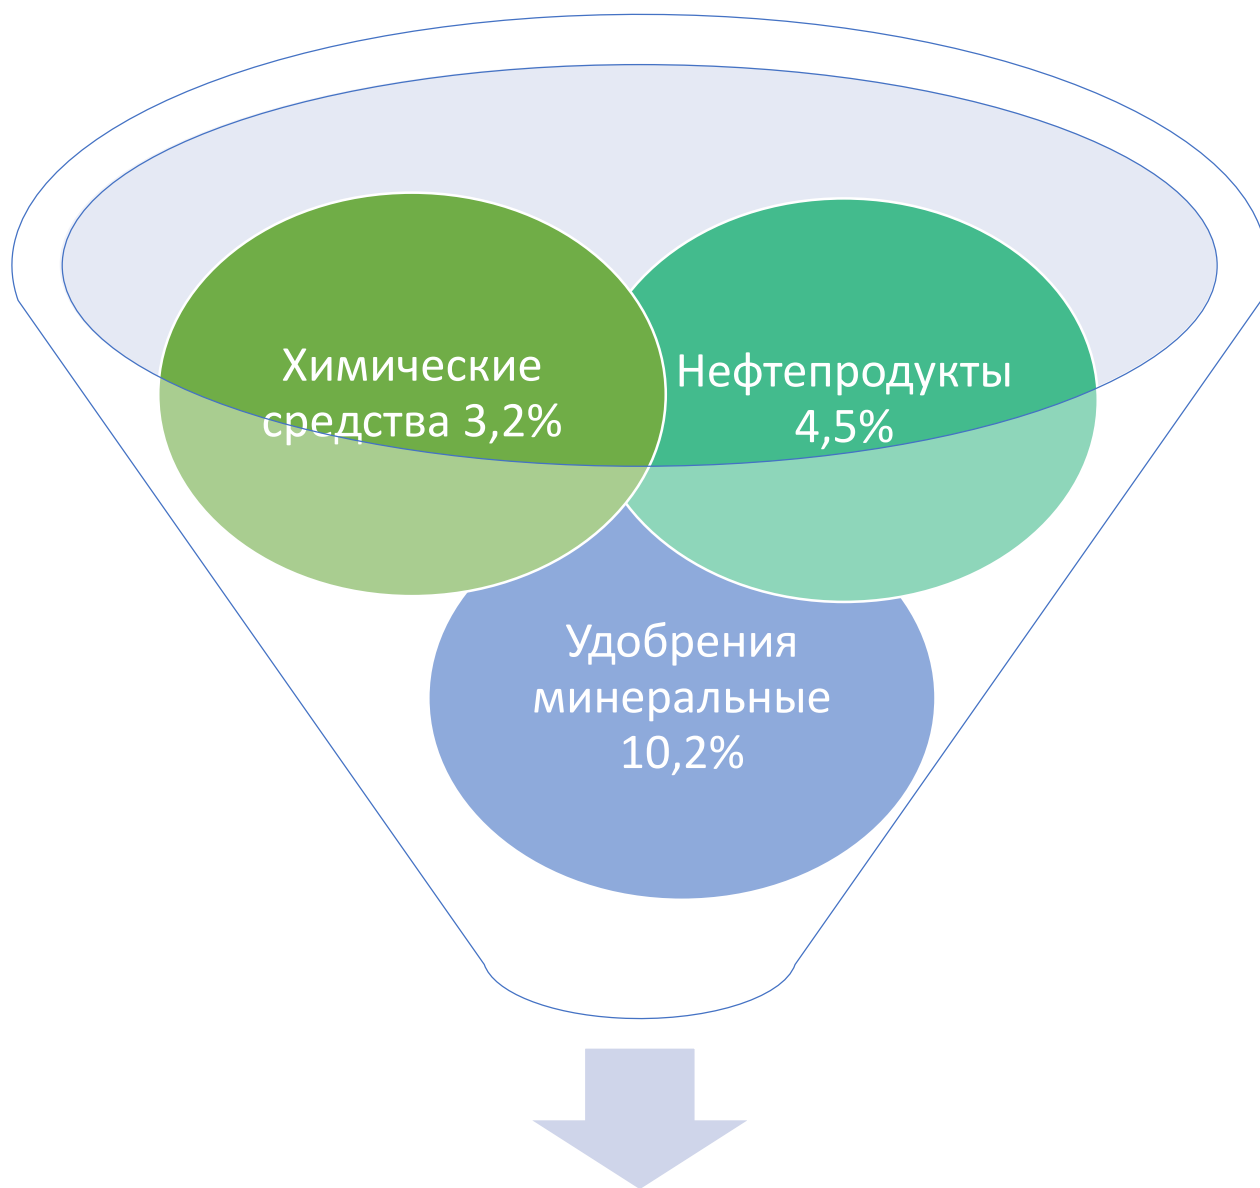 Химические
средства 3,2%
Нефтепродукты
4,5%
Удобрения
минеральные
10,2%